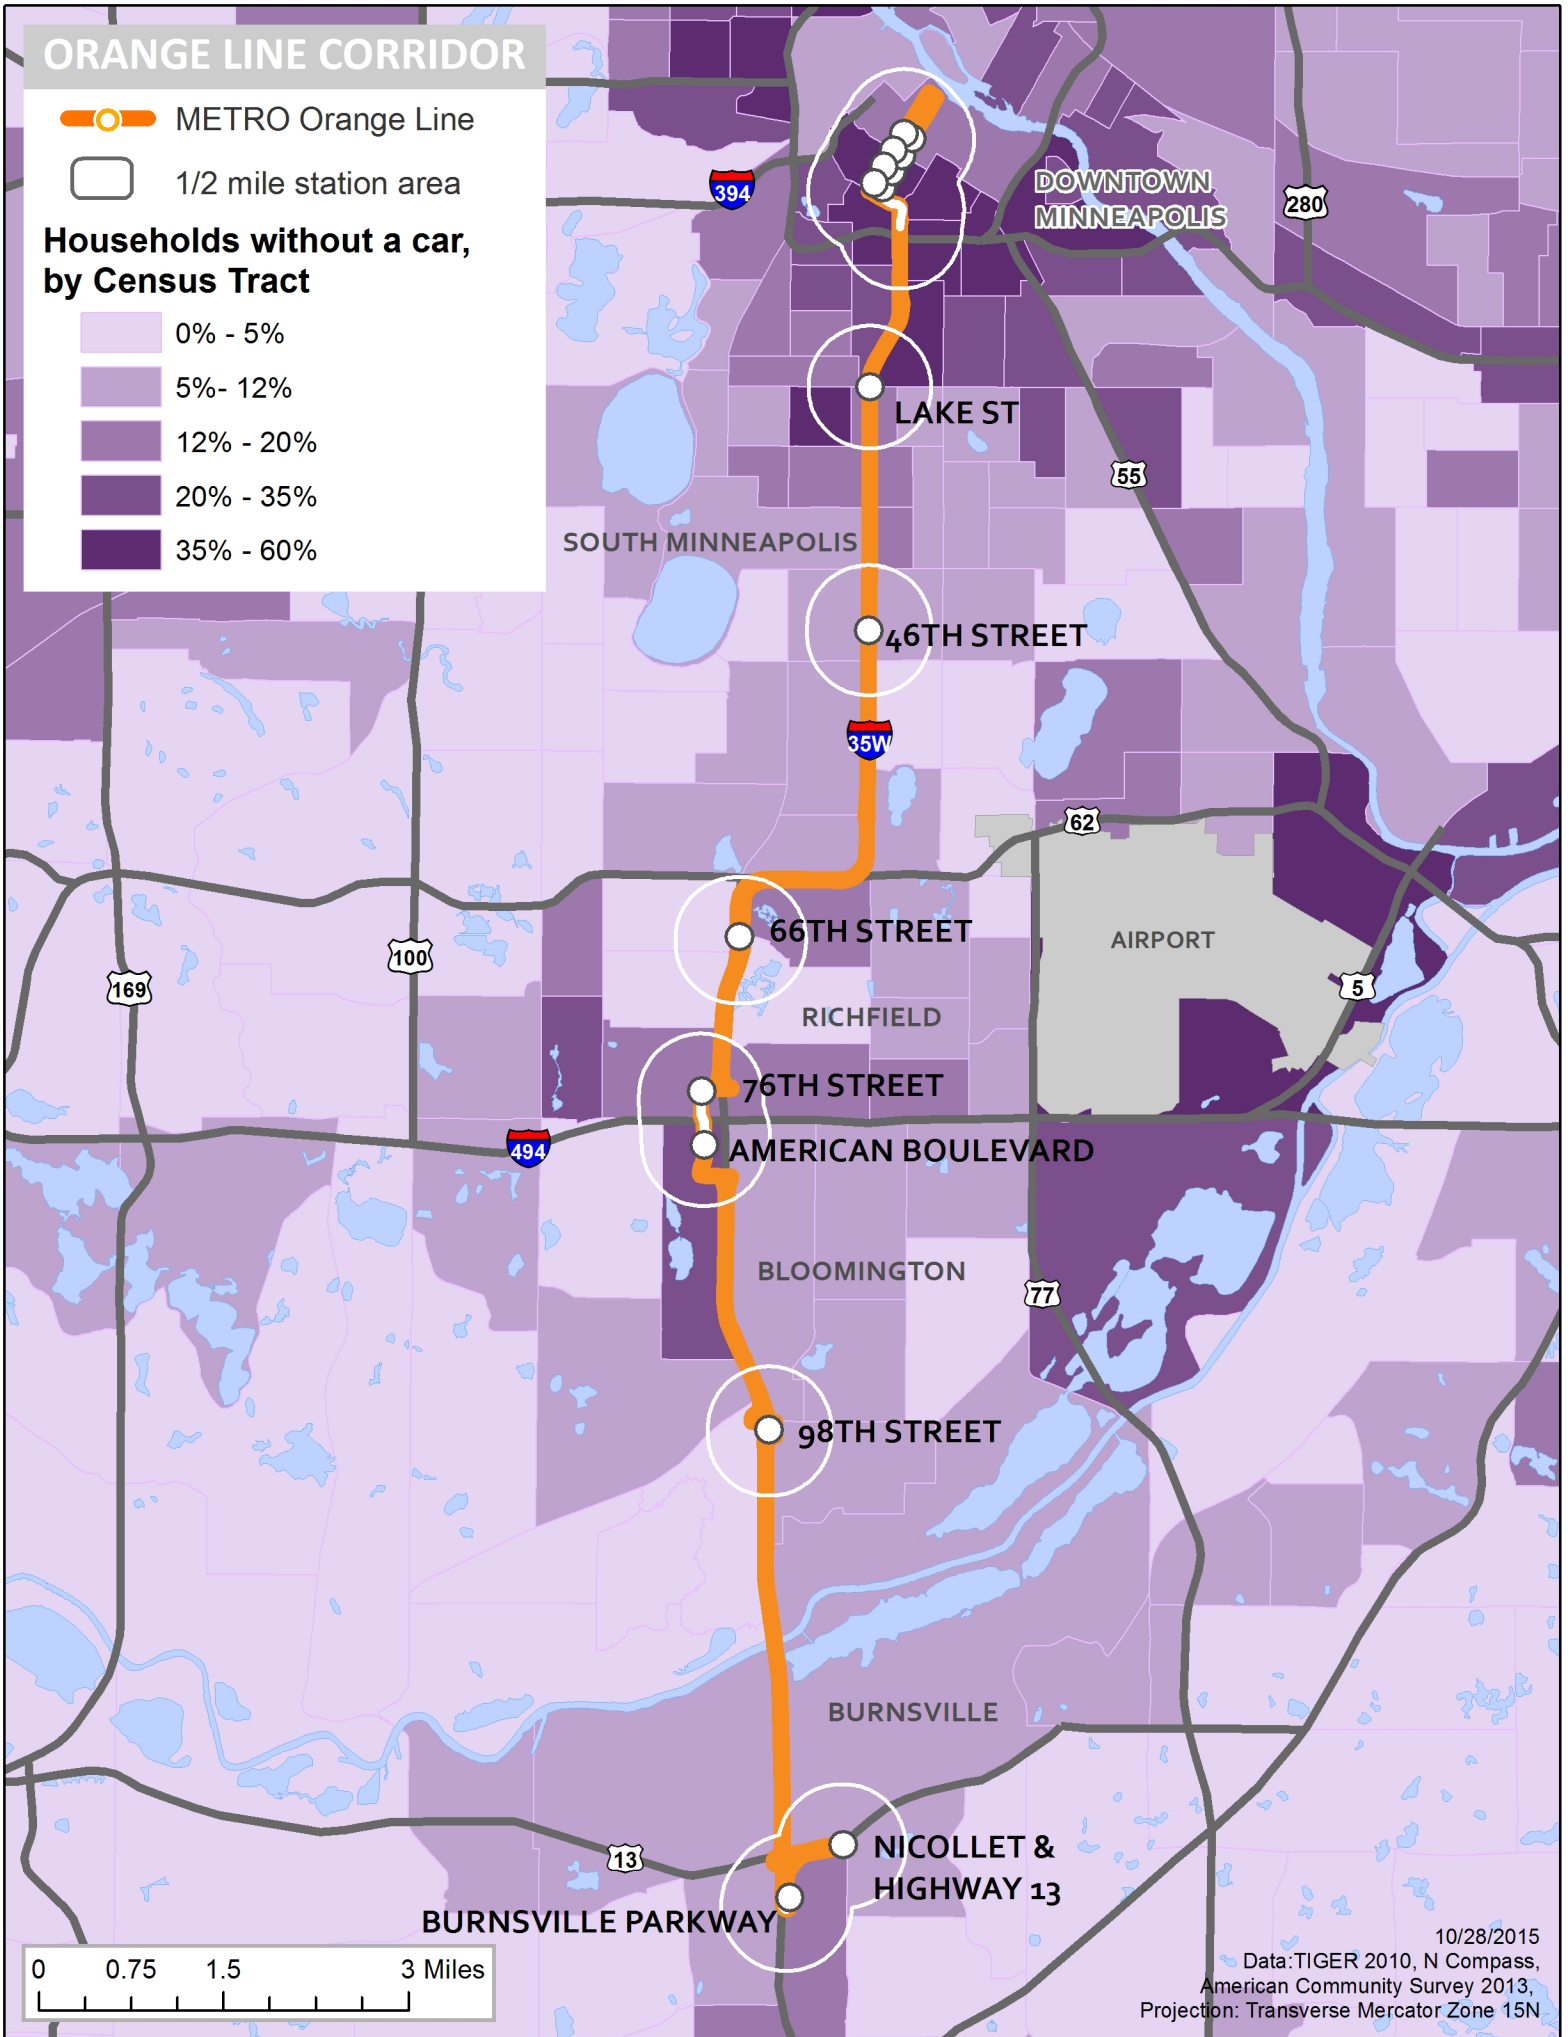 ORANGE LINE CORRIDOR
METRO Orange Line
1/2 mile station area
Households without a car,
by Census Tract
0% - 5%
5%- 12%
12% - 20%
20% - 35%
35% - 60%
394
DOWNTOWN
MINNEAPOLIS
280
LAKE ST
55
SOUTH MINNEAPOLIS
46TH STREET
35W
62
66TH STREET
AIRPORT
100
169
5
RICHFIELD
76TH STREET
494
AMERICAN BOULEVARD
BLOOMINGTON
77
98TH STREET
BURNSVILLE
NICOLLET &
HIGHWAY 13
13
BURNSVILLE PARKWAY
0 0.75 1.5 3 Miles
10/28/2015
Data:TIGER 2010, N Compass,
American Community Survey 2013,
Projection: Transverse Mercator Zone 15N